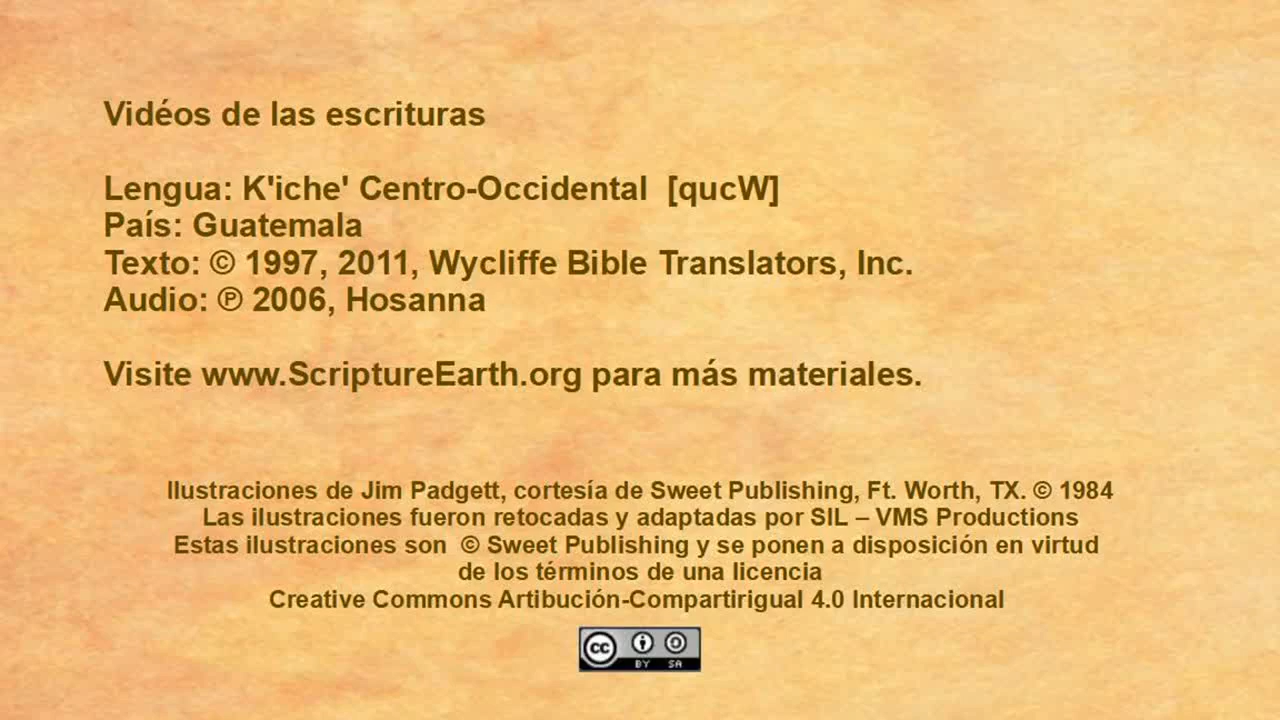 Vidéos de las escrituras
Lengua: K'iche' Centro-Occidental  [qucW]
País: Guatemala
Texto: © 1997, 2011, Wycliffe Bible Translators, Inc.
Audio: ℗ 2006, Hosanna
Visite www.ScriptureEarth.org para más materiales.
Ilustraciones de Jim Padgett, cortesía de Sweet Publishing, Ft. Worth, TX. © 1984
Las ilustraciones fueron retocadas y adaptadas por SIL – VMS Productions
Estas ilustraciones son  © Sweet Publishing y se ponen a disposición en virtud
de los términos de una licencia
Creative Commons Artibución-Compartirigual 4.0 Internacional
cc BY SA